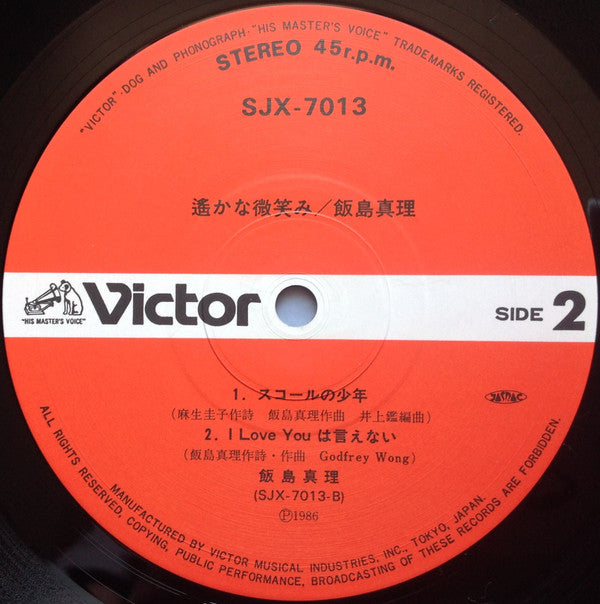 "VICTOR"·DOG AND PHONOGRAPH·"HIS MASTER'S VOICE" TRADEMARKS REGISTERED.
STEREO 45r.p.m.
SJX-7013
遙かな微笑み／飯島真理
"HIS MASTER'S VOICE"
Victor
SIDE 2
1. スコールの少年
(麻生圭子作詩 飯島真理作曲 井上鑑編曲)
JASRAC
2. I Love You は言えない
(飯島真理作詩・作曲 Godfrey Wong)
飯島真理
(SJX-7013-B)
Ⓟ1986
MANUFACTURED BY VICTOR MUSICAL INDUSTRIES, INC., TOKYO, JAPAN.
ALL RIGHTS RESERVED, COPYING, PUBLIC PERFORMANCE, BROADCASTING OF THESE RECORDS ARE FORBIDDEN.